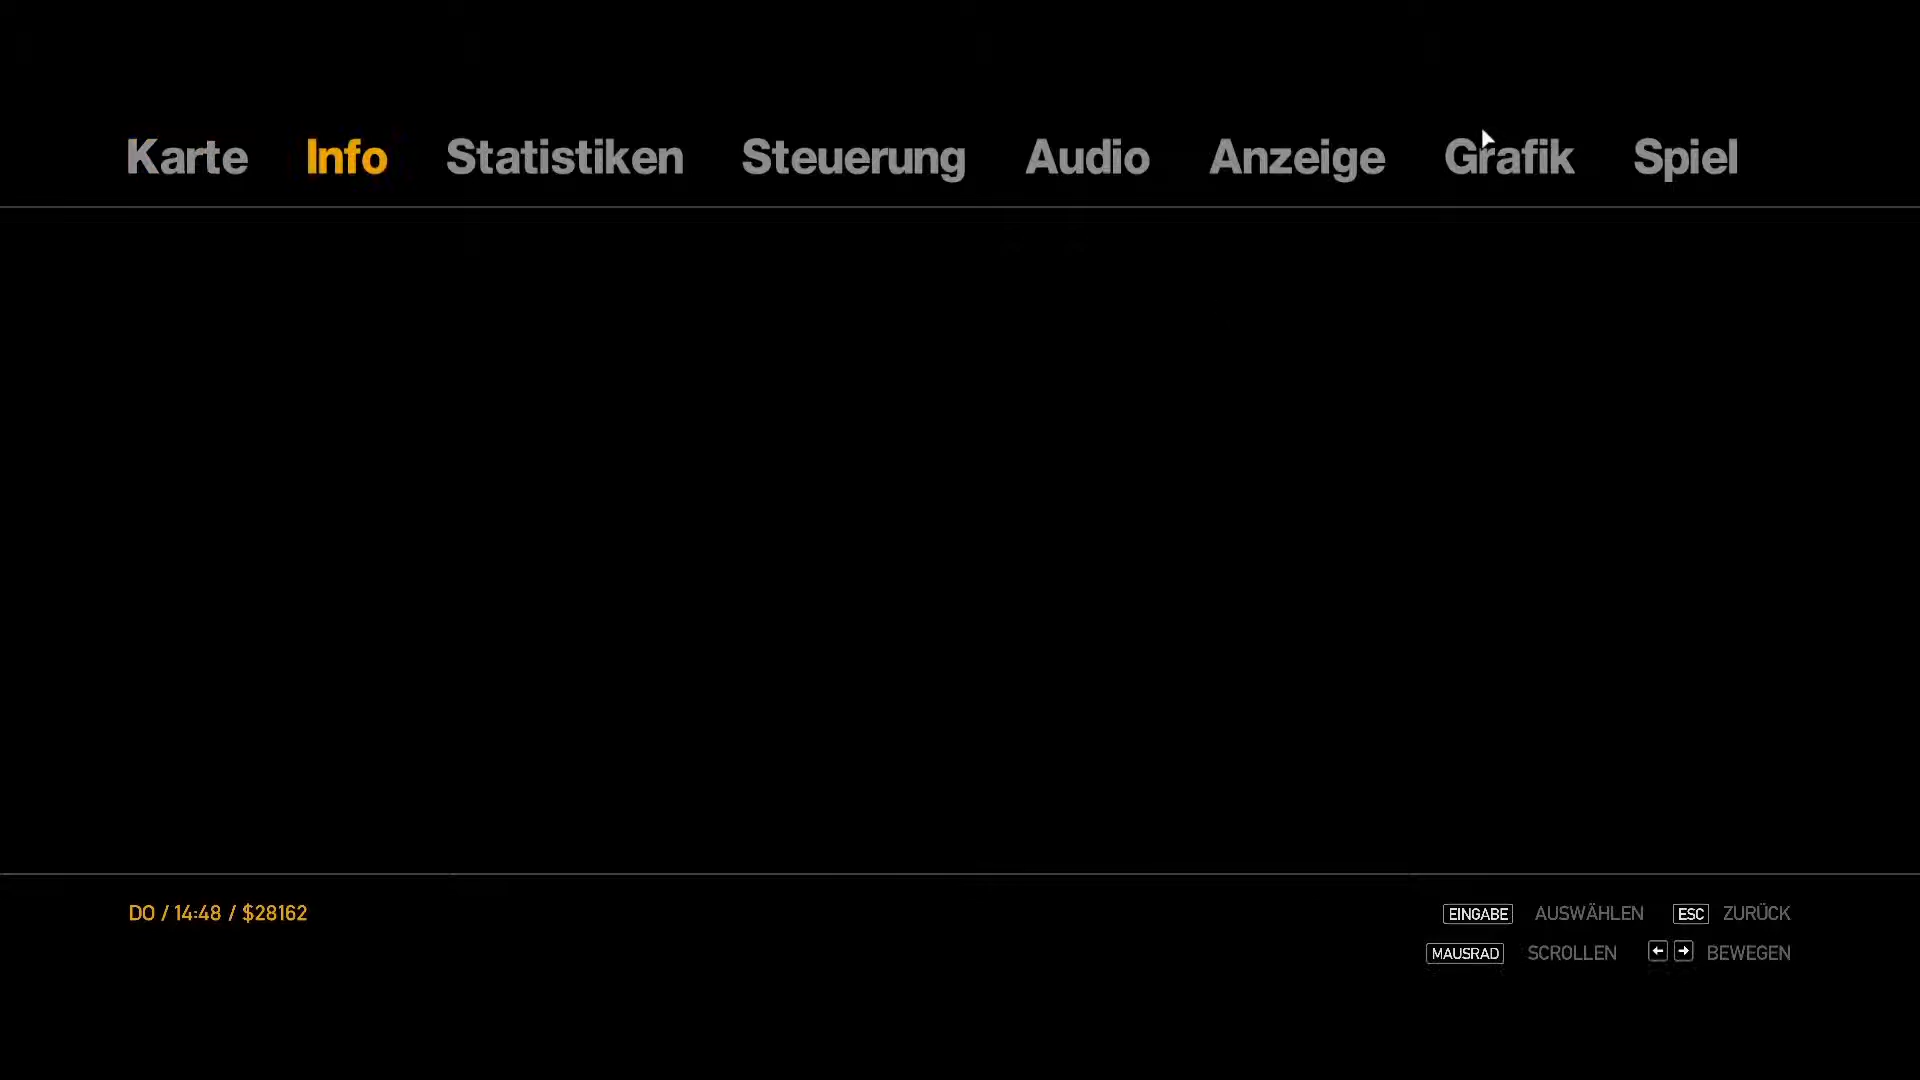 Karte Info Statistiken Steuerung Audio Anzeige Grafik Spiel
DO / 14:48 / $28162
EINGABE AUSWÄHLEN ESC ZURÜCK
MAUSRAD SCROLLEN ← → BEWEGEN